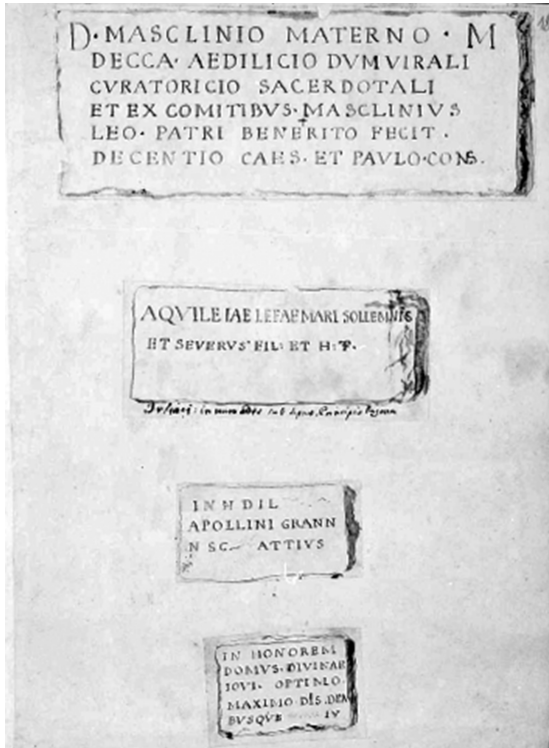 D · MASCLINIO MATERNO · M
DECCA · AEDILICIO DVMVIRALI
CVRATORICIO SACERDOTALI
ET EX COMITIBVS · MASCLINIVS
LEO · PATRI BENERITO FECIT ·
DECENTIO CAES · ET PAVLO · CONS ·
AQVILEIAE LEFAE MARI SOLLEMNIS
ET SEVERVS FIL : ET H : F ·
IN H DIL
APOLLINI GRANN
N SC ATTIVS
IN HONOREM
DOMVS · DIVINAE
IOVI · OPTIMO ·
MAXIMO DIS · DEA
BVSQVE IV